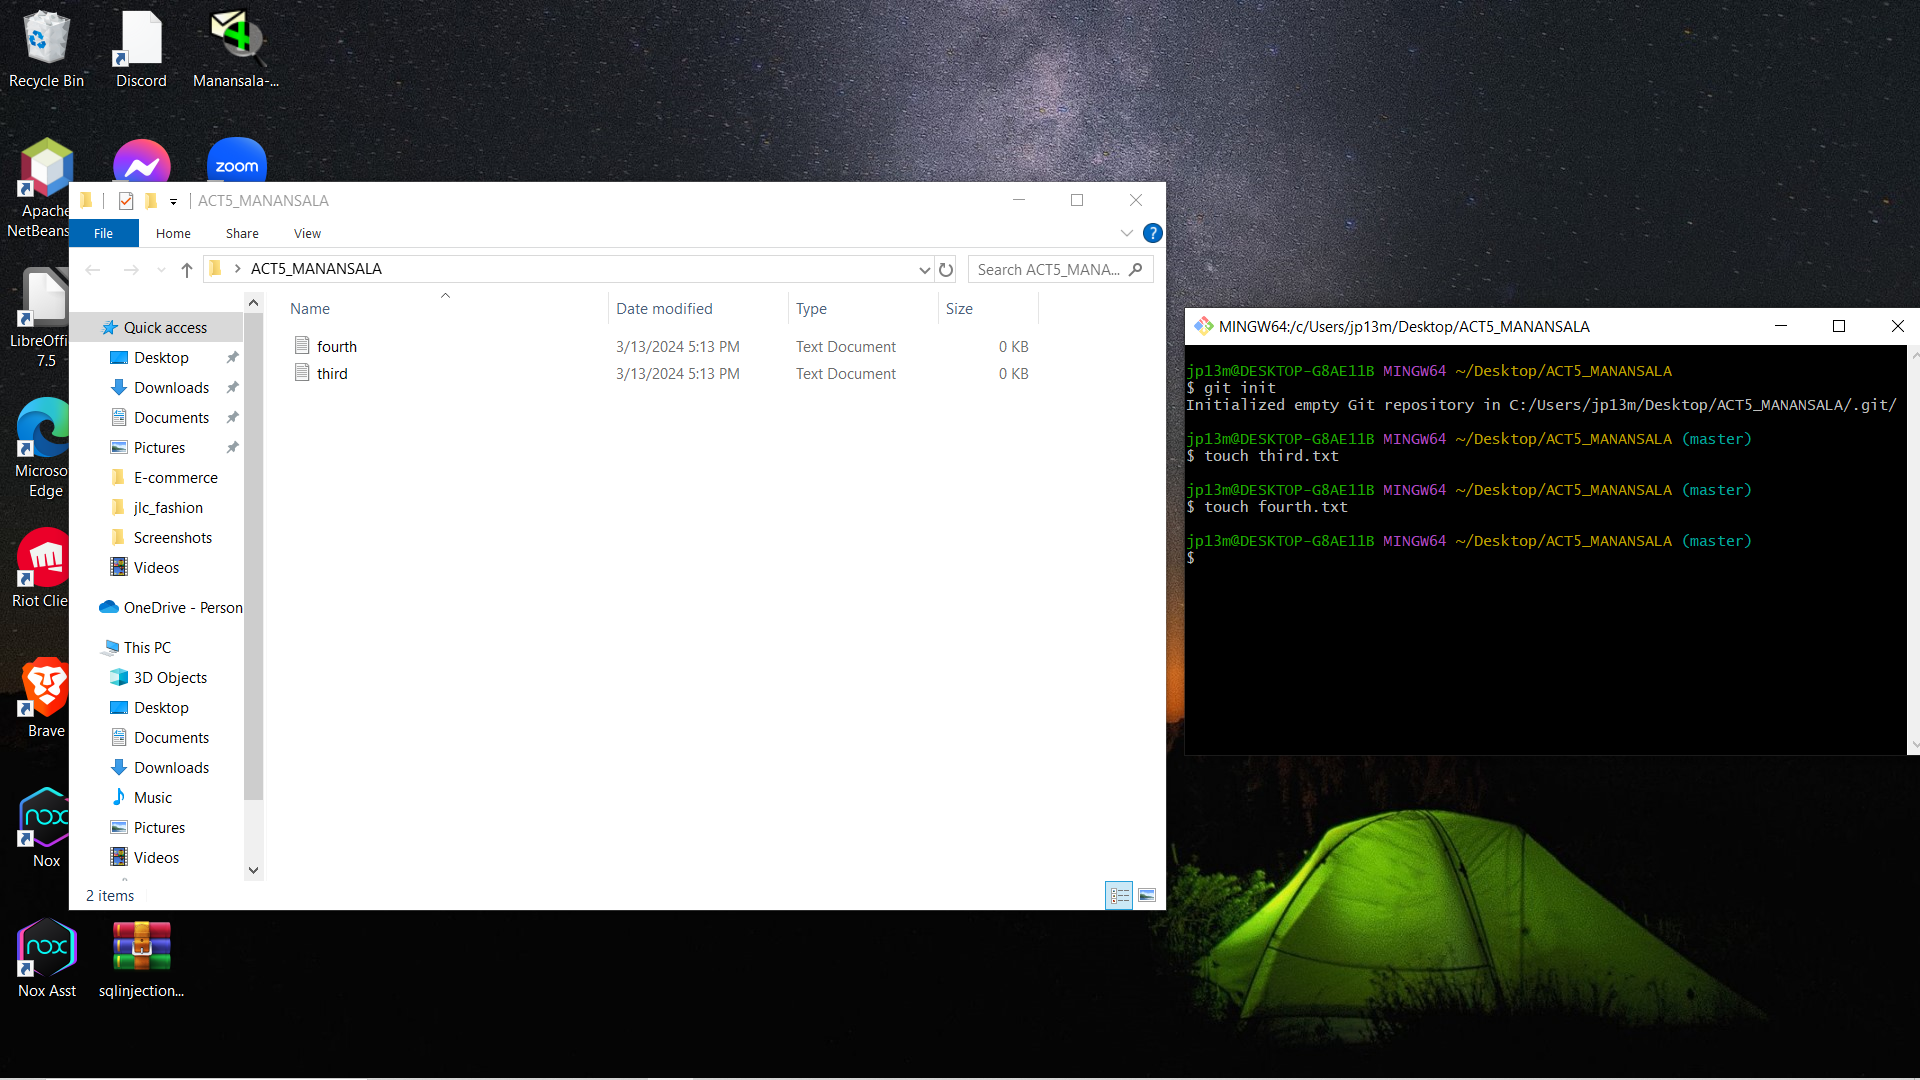 Recycle Bin
Discord
Manansala-...
zoom
Apache
NetBeans
LibreOffi
7.5
Microso
Edge
Riot Clie
Brave
nox
Nox
nox
Nox Asst
sqlinjection...
ACT5_MANANSALA
File
Home
Share
View
?
ACT5_MANANSALA
Search ACT5_MANA...
Name
Date modified
Type
Size
fourth
3/13/2024 5:13 PM
Text Document
0 KB
third
3/13/2024 5:13 PM
Text Document
0 KB
Quick access
Desktop
Downloads
Documents
Pictures
E-commerce
jlc_fashion
Screenshots
Videos
OneDrive - Person
This PC
3D Objects
Desktop
Documents
Downloads
Music
Pictures
Videos
2 items
MINGW64:/c/Users/jp13m/Desktop/ACT5_MANANSALA
jp13m@DESKTOP-G8AE11B MINGW64 ~/Desktop/ACT5_MANANSALA
$ git init
Initialized empty Git repository in C:/Users/jp13m/Desktop/ACT5_MANANSALA/.git/
jp13m@DESKTOP-G8AE11B MINGW64 ~/Desktop/ACT5_MANANSALA (master)
$ touch third.txt
jp13m@DESKTOP-G8AE11B MINGW64 ~/Desktop/ACT5_MANANSALA (master)
$ touch fourth.txt
jp13m@DESKTOP-G8AE11B MINGW64 ~/Desktop/ACT5_MANANSALA (master)
$